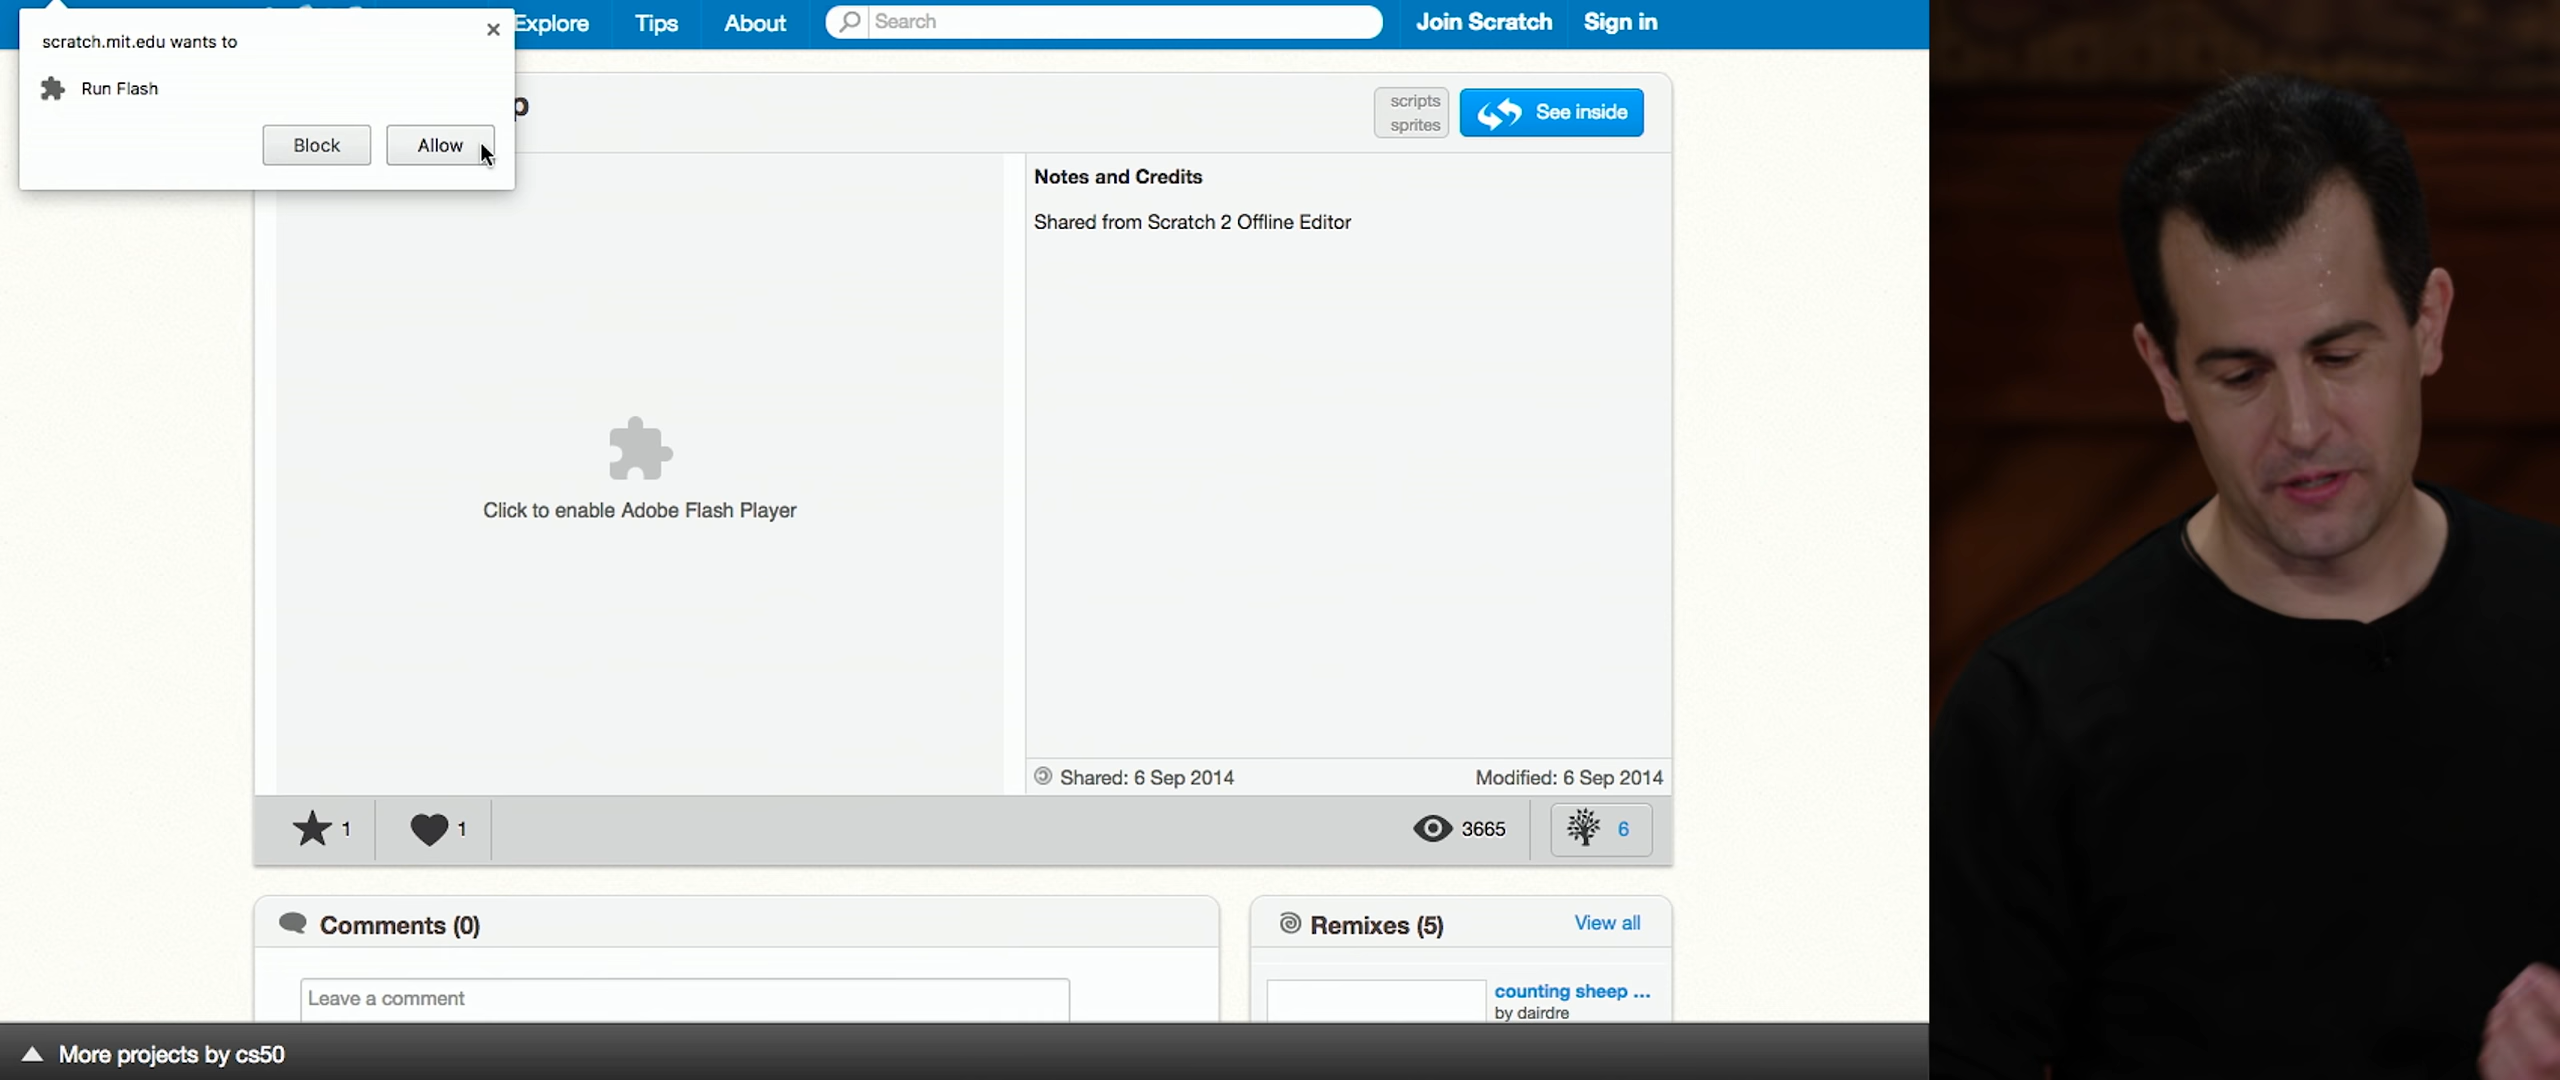 Explore
Tips
About
Search
Join Scratch
Sign in
scratch.mit.edu wants to
Run Flash
Block
Allow
p
scripts
sprites
See inside
Notes and Credits
Shared from Scratch 2 Offline Editor
Click to enable Adobe Flash Player
Shared: 6 Sep 2014
Modified: 6 Sep 2014
1
1
3665
6
Comments (0)
Remixes (5)
View all
Leave a comment
counting sheep ...
by dairdre
More projects by cs50